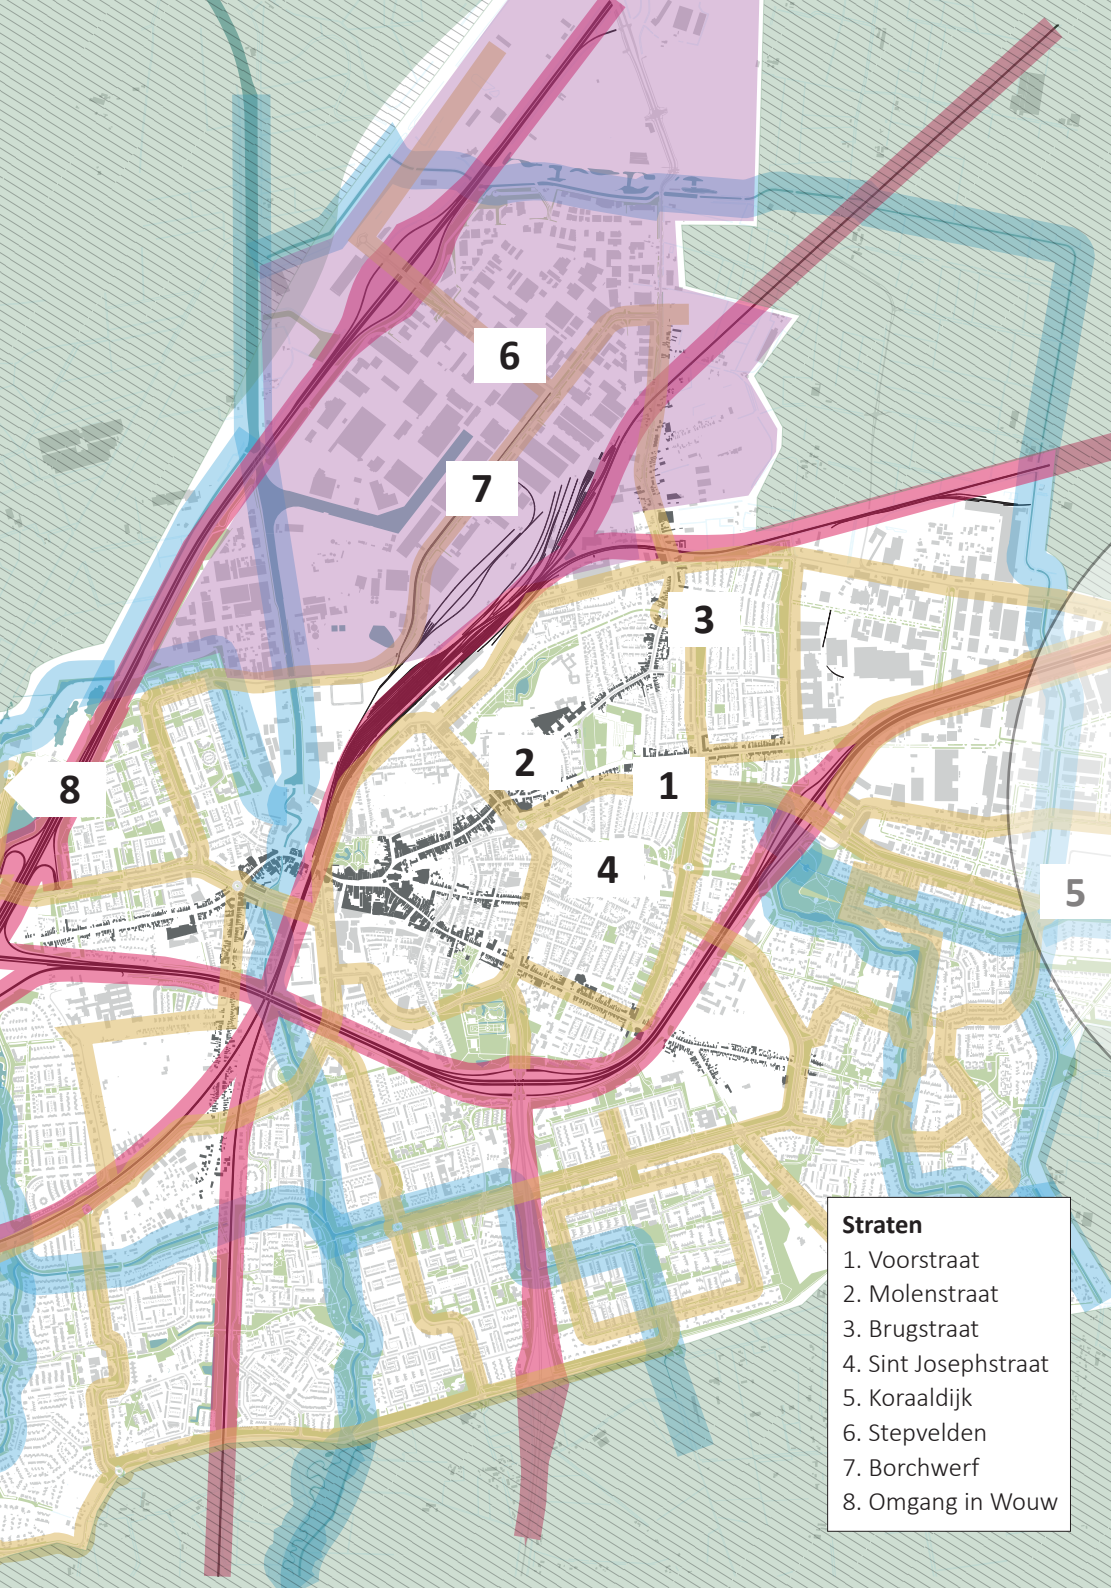 6
7
3
2
1
8
4
5
Straten
1. Voorstraat
2. Molenstraat
3. Brugstraat
4. Sint Josephstraat
5. Koraaldijk
6. Stepvelden
7. Borchwerf
8. Omgang in Wouw